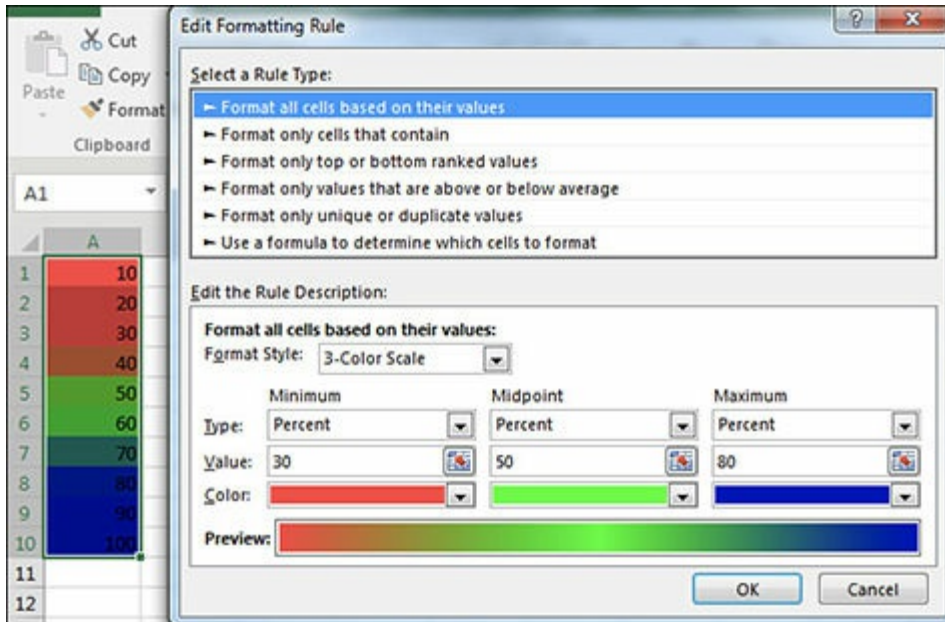 Cut
Copy
Paste
Format
Clipboard
A1
A
1 10
2 20
3 30
4 40
5 50
6 60
7 70
8 80
9 90
10 100
11
12
Edit Formatting Rule
?
Select a Rule Type:
► Format all cells based on their values
► Format only cells that contain
► Format only top or bottom ranked values
► Format only values that are above or below average
► Format only unique or duplicate values
► Use a formula to determine which cells to format
Edit the Rule Description:
Format all cells based on their values:
Format Style: 3-Color Scale
Minimum Midpoint Maximum
Type: Percent Percent Percent
Value: 30 50 80
Color:
Preview:
OK Cancel